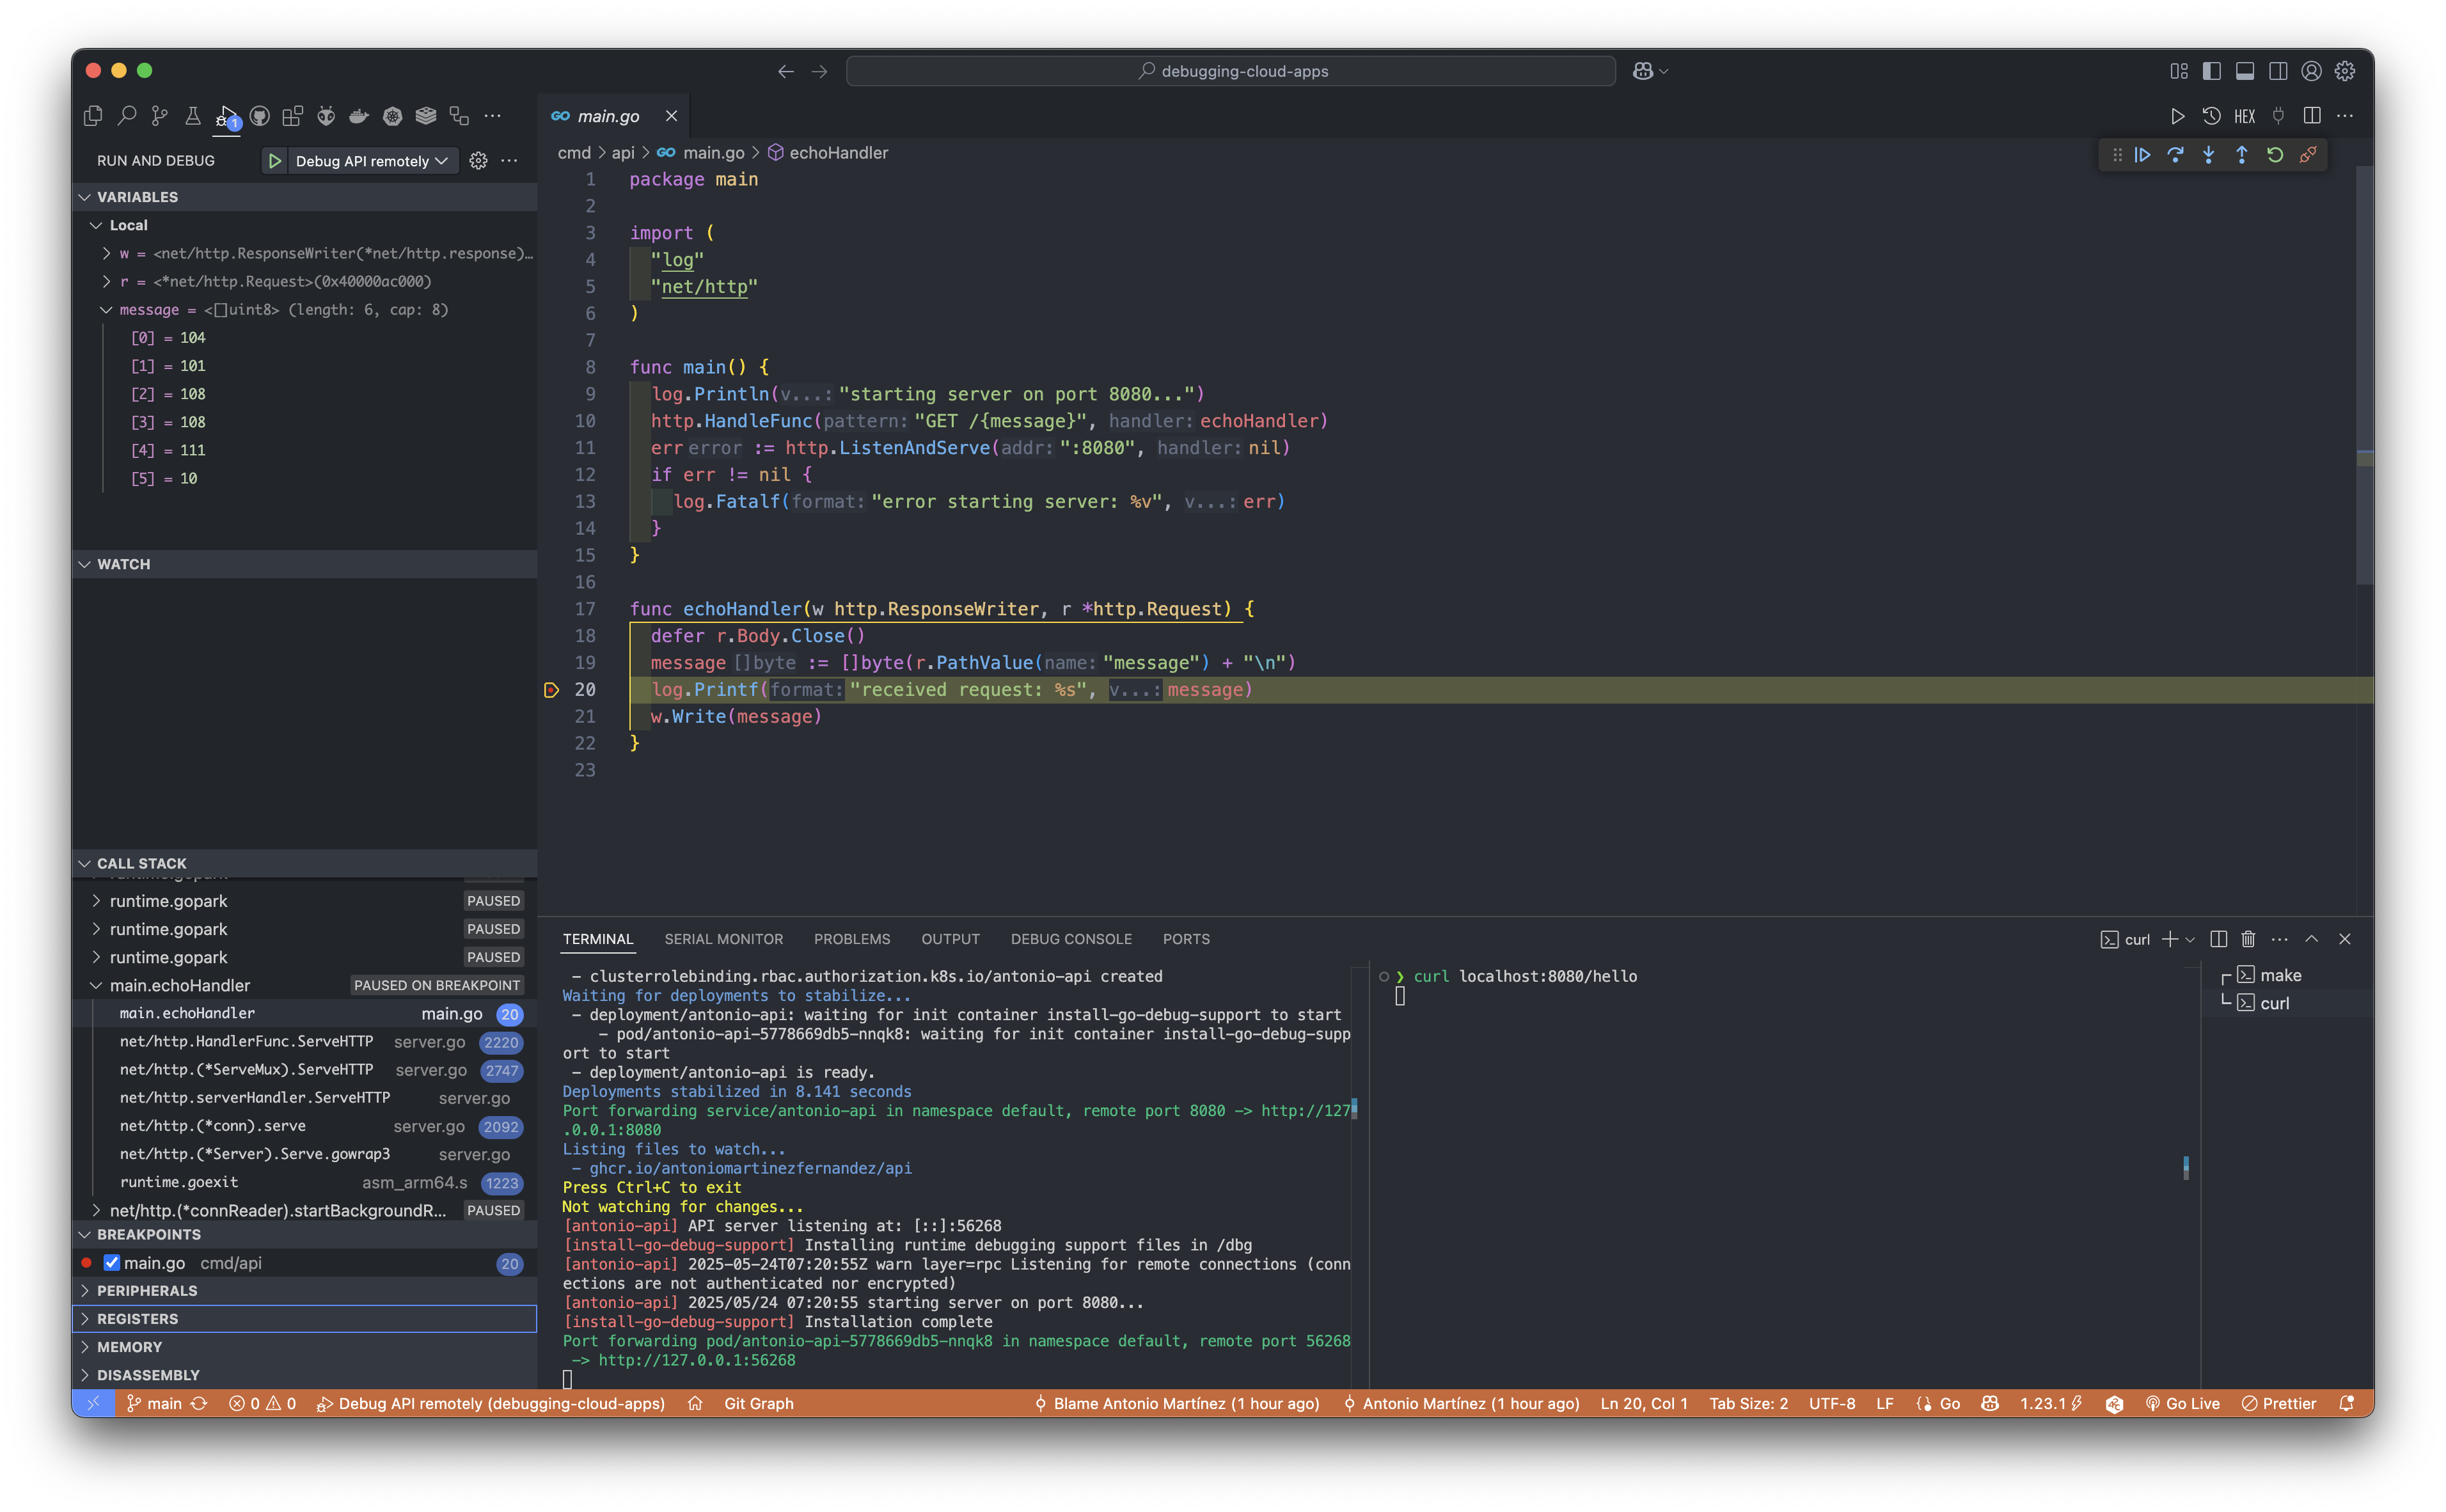 debugging-cloud-apps
1
main.go
HEX
RUN AND DEBUG
Debug API remotely
cmd > api > main.go > echoHandler
VARIABLES
Local
w = <net/http.ResponseWriter(*net/http.response)…
r = <*net/http.Request>(0x40000ac000)
message = <[]uint8> (length: 6, cap: 8)
[0] = 104
[1] = 101
[2] = 108
[3] = 108
[4] = 111
[5] = 10
WATCH
CALL STACK
runtime.gopark PAUSED
runtime.gopark PAUSED
runtime.gopark PAUSED
main.echoHandler PAUSED ON BREAKPOINT
main.echoHandler main.go 20
net/http.HandlerFunc.ServeHTTP server.go 2220
net/http.(*ServeMux).ServeHTTP server.go 2747
net/http.serverHandler.ServeHTTP server.go
net/http.(*conn).serve server.go 2092
net/http.(*Server).Serve.gowrap3 server.go
runtime.goexit asm_arm64.s 1223
net/http.(*connReader).startBackgroundR... PAUSED
BREAKPOINTS
main.go cmd/api 20
PERIPHERALS
REGISTERS
MEMORY
DISASSEMBLY
1 package main
2
3 import (
4 "log"
5 "net/http"
6 )
7
8 func main() {
9 log.Println(v...: "starting server on port 8080...")
10 http.HandleFunc(pattern: "GET /{message}", handler: echoHandler)
11 err error := http.ListenAndServe(addr: ":8080", handler: nil)
12 if err != nil {
13 log.Fatalf(format: "error starting server: %v", v...: err)
14 }
15 }
16
17 func echoHandler(w http.ResponseWriter, r *http.Request) {
18 defer r.Body.Close()
19 message []byte := []byte(r.PathValue(name: "message") + "\n")
20 log.Printf(format: "received request: %s", v...: message)
21 w.Write(message)
22 }
23
TERMINAL SERIAL MONITOR PROBLEMS OUTPUT DEBUG CONSOLE PORTS
curl
- clusterrolebinding.rbac.authorization.k8s.io/antonio-api created
Waiting for deployments to stabilize...
- deployment/antonio-api: waiting for init container install-go-debug-support to start
- pod/antonio-api-5778669db5-nnqk8: waiting for init container install-go-debug-supp
ort to start
- deployment/antonio-api is ready.
Deployments stabilized in 8.141 seconds
Port forwarding service/antonio-api in namespace default, remote port 8080 -> http://127
.0.0.1:8080
Listing files to watch...
- ghcr.io/antoniomartinezfernandez/api
Press Ctrl+C to exit
Not watching for changes...
[antonio-api] API server listening at: [::]:56268
[install-go-debug-support] Installing runtime debugging support files in /dbg
[antonio-api] 2025-05-24T07:20:55Z warn layer=rpc Listening for remote connections (conn
ections are not authenticated nor encrypted)
[antonio-api] 2025/05/24 07:20:55 starting server on port 8080...
[install-go-debug-support] Installation complete
Port forwarding pod/antonio-api-5778669db5-nnqk8 in namespace default, remote port 56268
-> http://127.0.0.1:56268
❯ curl localhost:8080/hello
make
curl
main 0 0 Debug API remotely (debugging-cloud-apps) Git Graph Blame Antonio Martínez (1 hour ago) Antonio Martínez (1 hour ago) Ln 20, Col 1 Tab Size: 2 UTF-8 LF Go 1.23.1 Go Live Prettier